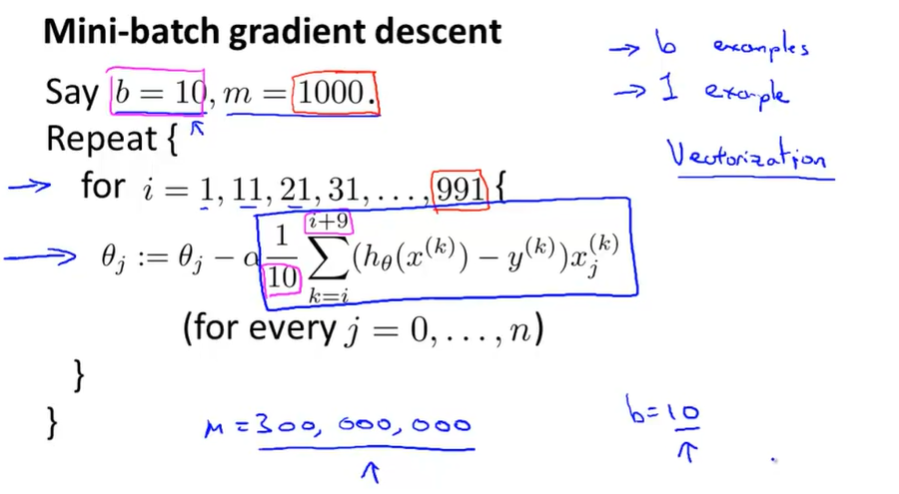 Mini-batch gradient descent
Say b = 10, m = 1000.
Repeat {
for i = 1, 11, 21, 31, . . . , 991 {
θ_j := θ_j − α 1/10 ∑_{k=i}^{i+9} (h_θ(x^{(k)}) − y^{(k)})x_j^{(k)}
(for every j = 0, . . . , n)
}
}
→ b examples
→ 1 example
Vectorization
M = 300, 000, 000
b = 10